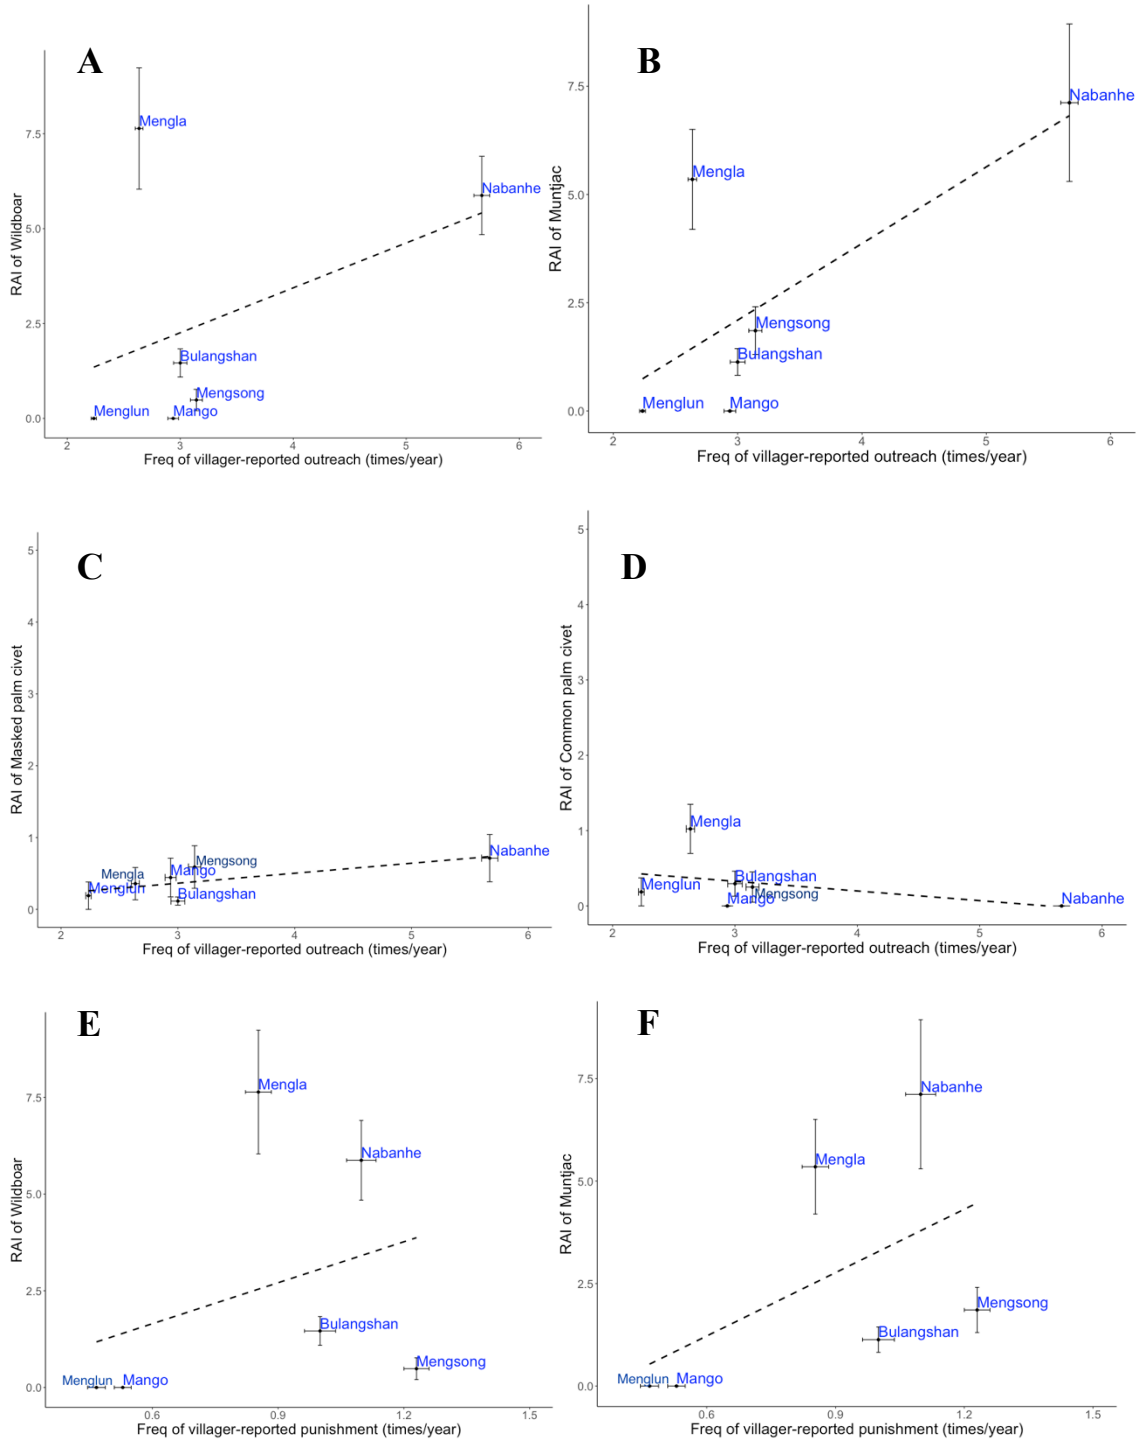 A
RAI of Wildboar
7.5
5.0
2.5
0.0
Mengla
Nabanhe
Bulangshan
Mengsong
Menglun
Mango
2 3 4 5 6
Freq of villager-reported outreach (times/year)
B
RAI of Muntjac
7.5
5.0
2.5
0.0
Nabanhe
Mengla
Mengsong
Bulangshan
Menglun
Mango
2 3 4 5 6
Freq of villager-reported outreach (times/year)
C
RAI of Masked palm civet
5
4
3
2
1
0
Mengla
Mengsong
Nabanhe
Mango
Menglun
Bulangshan
2 3 4 5 6
Freq of villager-reported outreach (times/year)
D
RAI of Common palm civet
5
4
3
2
1
0
Mengla
Bulangshan
Menglun
Mengsong
Mango
Nabanhe
2 3 4 5 6
Freq of villager-reported outreach (times/year)
E
RAI of Wildboar
7.5
5.0
2.5
0.0
Mengla
Nabanhe
Bulangshan
Mengsong
Menglun
Mango
0.6 0.9 1.2 1.5
Freq of villager-reported punishment (times/year)
F
RAI of Muntjac
7.5
5.0
2.5
0.0
Nabanhe
Mengla
Mengsong
Bulangshan
Menglun
Mango
0.6 0.9 1.2 1.5
Freq of villager-reported punishment (times/year)